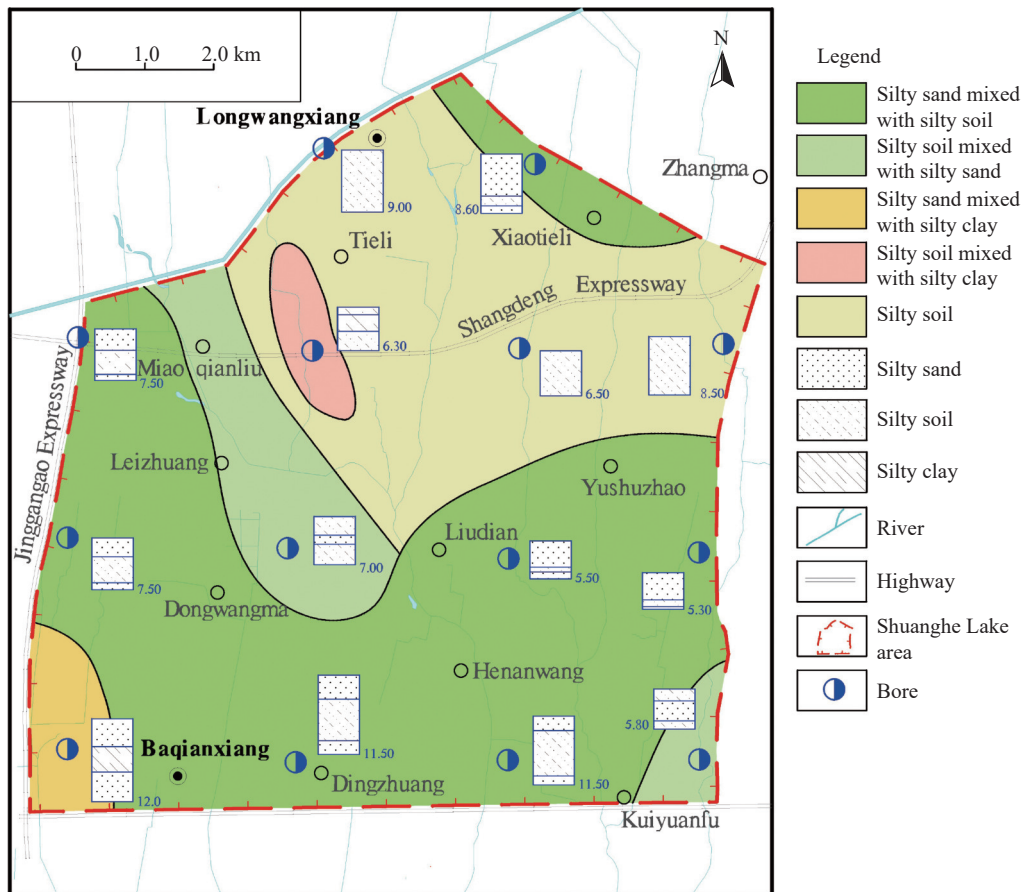 0 1.0 2.0 km
N
Longwangxiang
Zhangma
9.00
8.60
Xiaotieli
Tieli
Shangdeng Expressway
6.30
Miao qianliu
7.50
6.50
8.50
Jinggangao Expressway
Leizhuang
Yushuzhao
Liudian
7.00
5.50
7.50
5.30
Dongwangma
Henanwang
5.80
Baqianxiang
11.50
Dingzhuang
11.50
12.0
Kuiyuanfu
Legend
Silty sand mixed
with silty soil
Silty soil mixed
with silty sand
Silty sand mixed
with silty clay
Silty soil mixed
with silty clay
Silty soil
Silty sand
Silty soil
Silty clay
River
Highway
Shuanghe Lake
area
Bore